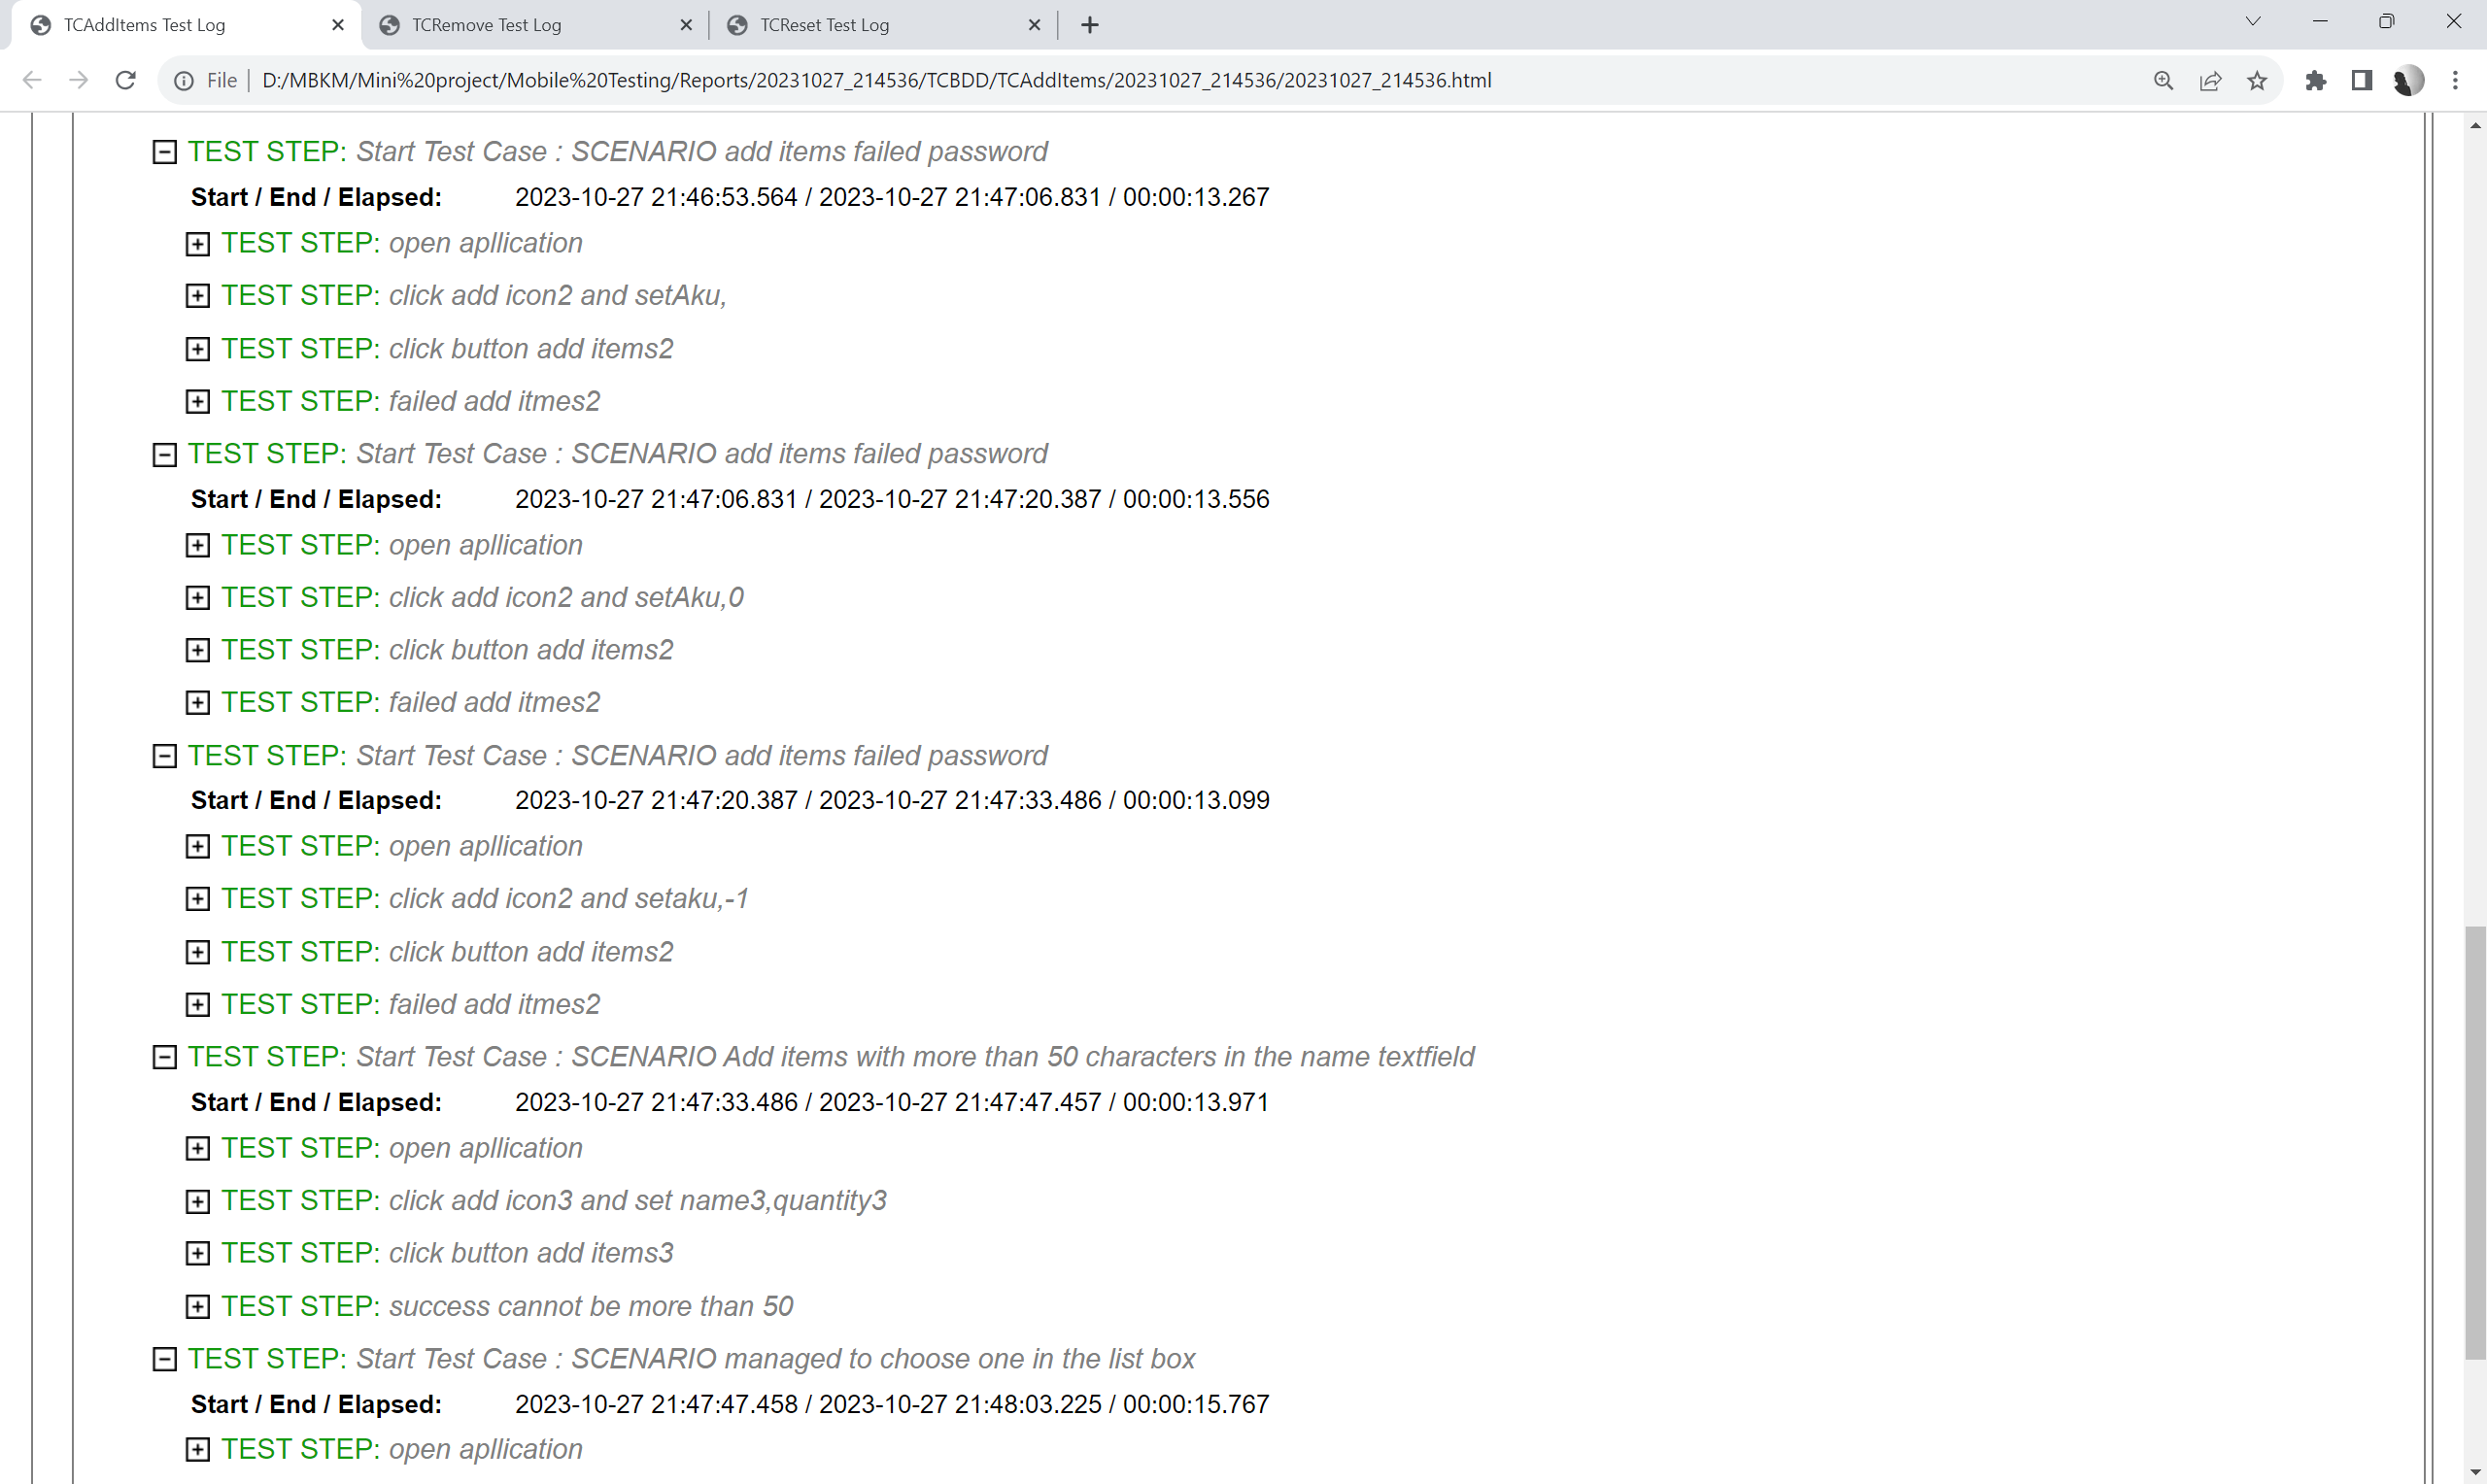 TCAddItems Test Log
TCRemove Test Log
TCReset Test Log
File D:/MBKM/Mini%20project/Mobile%20Testing/Reports/20231027_214536/TCBDD/TCAddItems/20231027_214536/20231027_214536.html
TEST STEP: Start Test Case : SCENARIO add items failed password
Start / End / Elapsed: 2023-10-27 21:46:53.564 / 2023-10-27 21:47:06.831 / 00:00:13.267
TEST STEP: open apllication
TEST STEP: click add icon2 and setAku,
TEST STEP: click button add items2
TEST STEP: failed add itmes2
TEST STEP: Start Test Case : SCENARIO add items failed password
Start / End / Elapsed: 2023-10-27 21:47:06.831 / 2023-10-27 21:47:20.387 / 00:00:13.556
TEST STEP: open apllication
TEST STEP: click add icon2 and setAku,0
TEST STEP: click button add items2
TEST STEP: failed add itmes2
TEST STEP: Start Test Case : SCENARIO add items failed password
Start / End / Elapsed: 2023-10-27 21:47:20.387 / 2023-10-27 21:47:33.486 / 00:00:13.099
TEST STEP: open apllication
TEST STEP: click add icon2 and setaku,-1
TEST STEP: click button add items2
TEST STEP: failed add itmes2
TEST STEP: Start Test Case : SCENARIO Add items with more than 50 characters in the name textfield
Start / End / Elapsed: 2023-10-27 21:47:33.486 / 2023-10-27 21:47:47.457 / 00:00:13.971
TEST STEP: open apllication
TEST STEP: click add icon3 and set name3,quantity3
TEST STEP: click button add items3
TEST STEP: success cannot be more than 50
TEST STEP: Start Test Case : SCENARIO managed to choose one in the list box
Start / End / Elapsed: 2023-10-27 21:47:47.458 / 2023-10-27 21:48:03.225 / 00:00:15.767
TEST STEP: open apllication